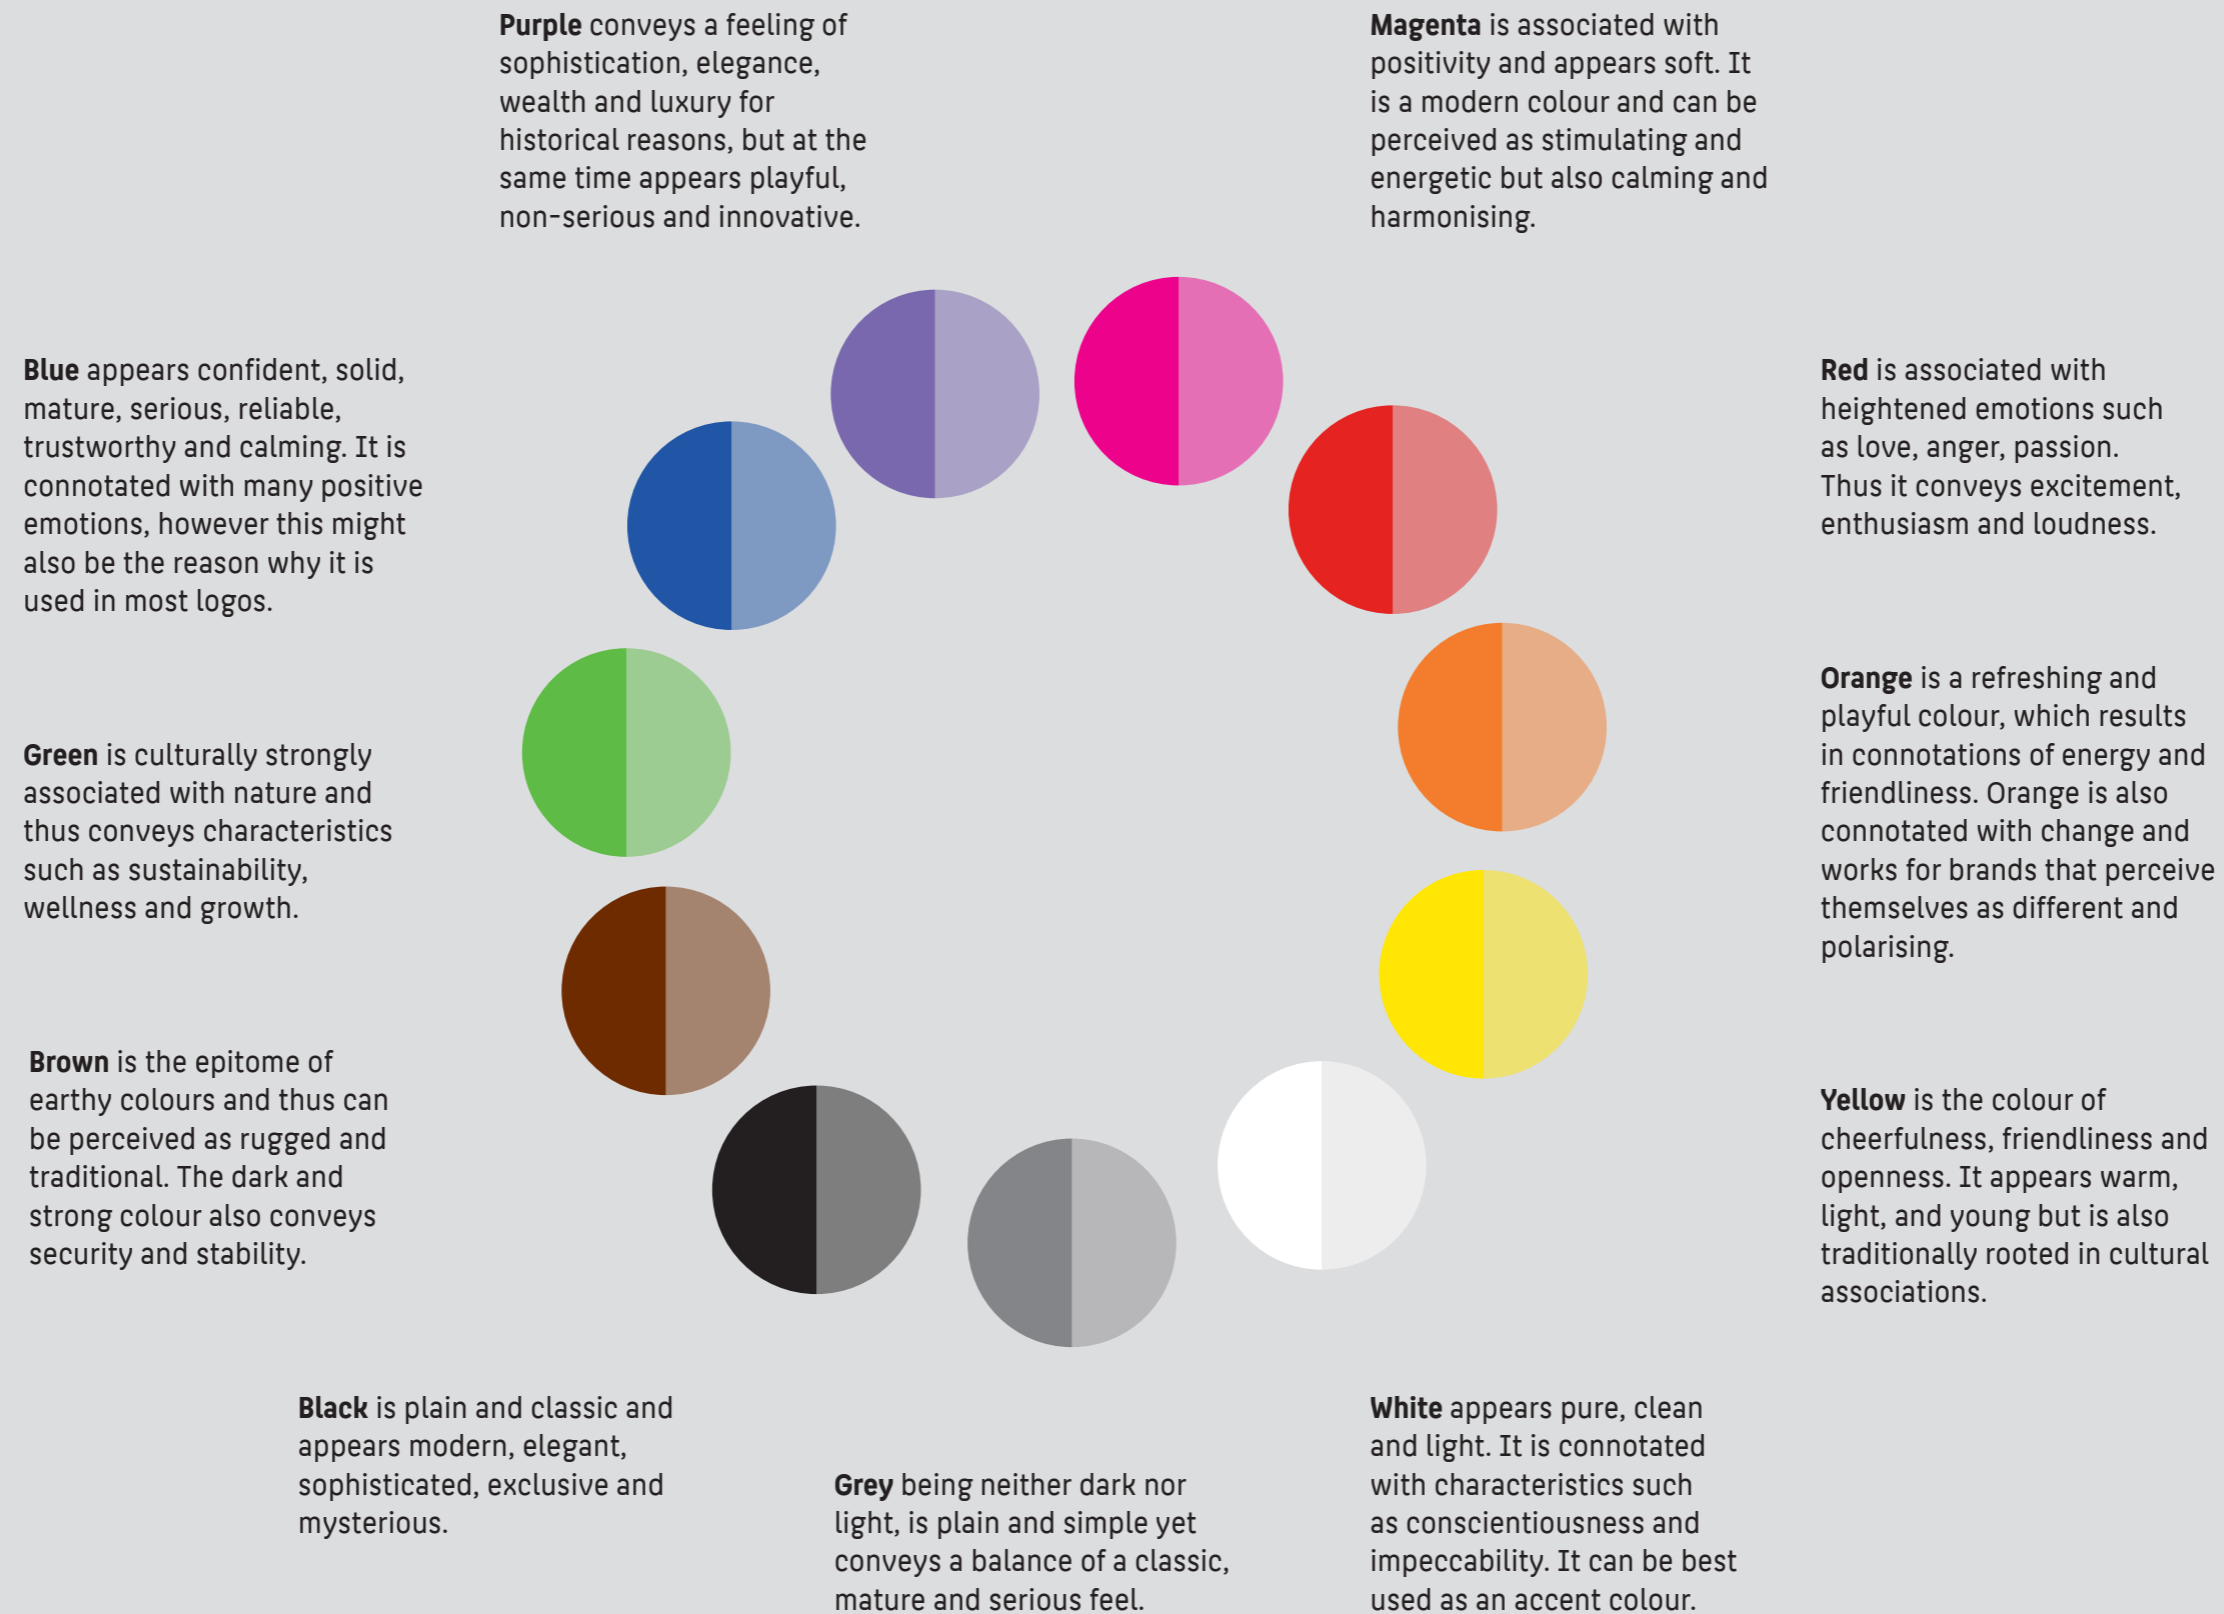 Purple conveys a feeling of
sophistication, elegance,
wealth and luxury for
historical reasons, but at the
same time appears playful,
non-serious and innovative.
Magenta is associated with
positivity and appears soft. It
is a modern colour and can be
perceived as stimulating and
energetic but also calming and
harmonising.
Blue appears confident, solid,
mature, serious, reliable,
trustworthy and calming. It is
connotated with many positive
emotions, however this might
also be the reason why it is
used in most logos.
Red is associated with
heightened emotions such
as love, anger, passion.
Thus it conveys excitement,
enthusiasm and loudness.
Green is culturally strongly
associated with nature and
thus conveys characteristics
such as sustainability,
wellness and growth.
Orange is a refreshing and
playful colour, which results
in connotations of energy and
friendliness. Orange is also
connotated with change and
works for brands that perceive
themselves as different and
polarising.
Brown is the epitome of
earthy colours and thus can
be perceived as rugged and
traditional. The dark and
strong colour also conveys
security and stability.
Yellow is the colour of
cheerfulness, friendliness and
openness. It appears warm,
light, and young but is also
traditionally rooted in cultural
associations.
Black is plain and classic and
appears modern, elegant,
sophisticated, exclusive and
mysterious.
Grey being neither dark nor
light, is plain and simple yet
conveys a balance of a classic,
mature and serious feel.
White appears pure, clean
and light. It is connotated
with characteristics such
as conscientiousness and
impeccability. It can be best
used as an accent colour.